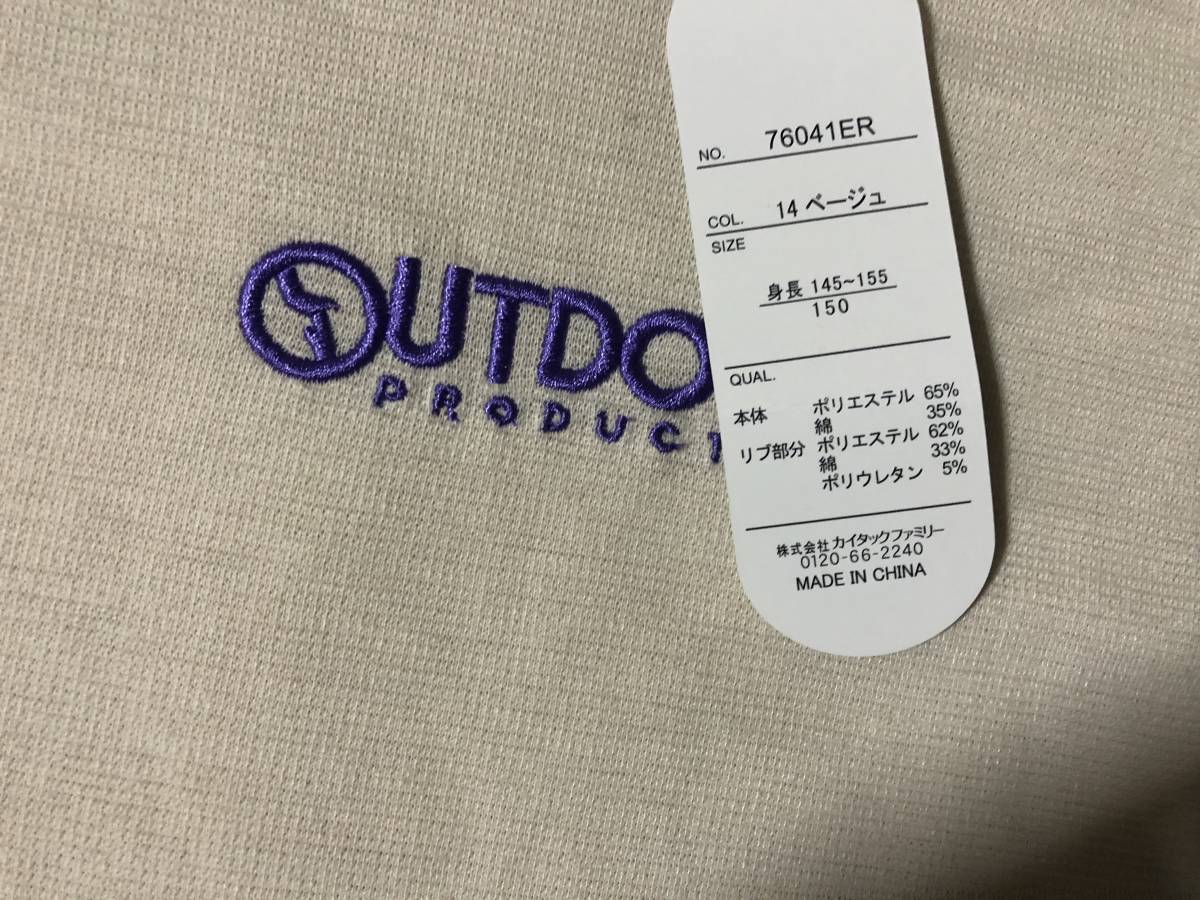 OUTDO
PRODUCT
NO. 76041ER
COL. 14 ベージュ
SIZE
身長 145~155
150
QUAL.
本体 ポリエステル 65%
綿 35%
リブ部分 ポリエステル 62%
綿 33%
ポリウレタン 5%
株式会社カイタックファミリー
0120-66-2240
MADE IN CHINA